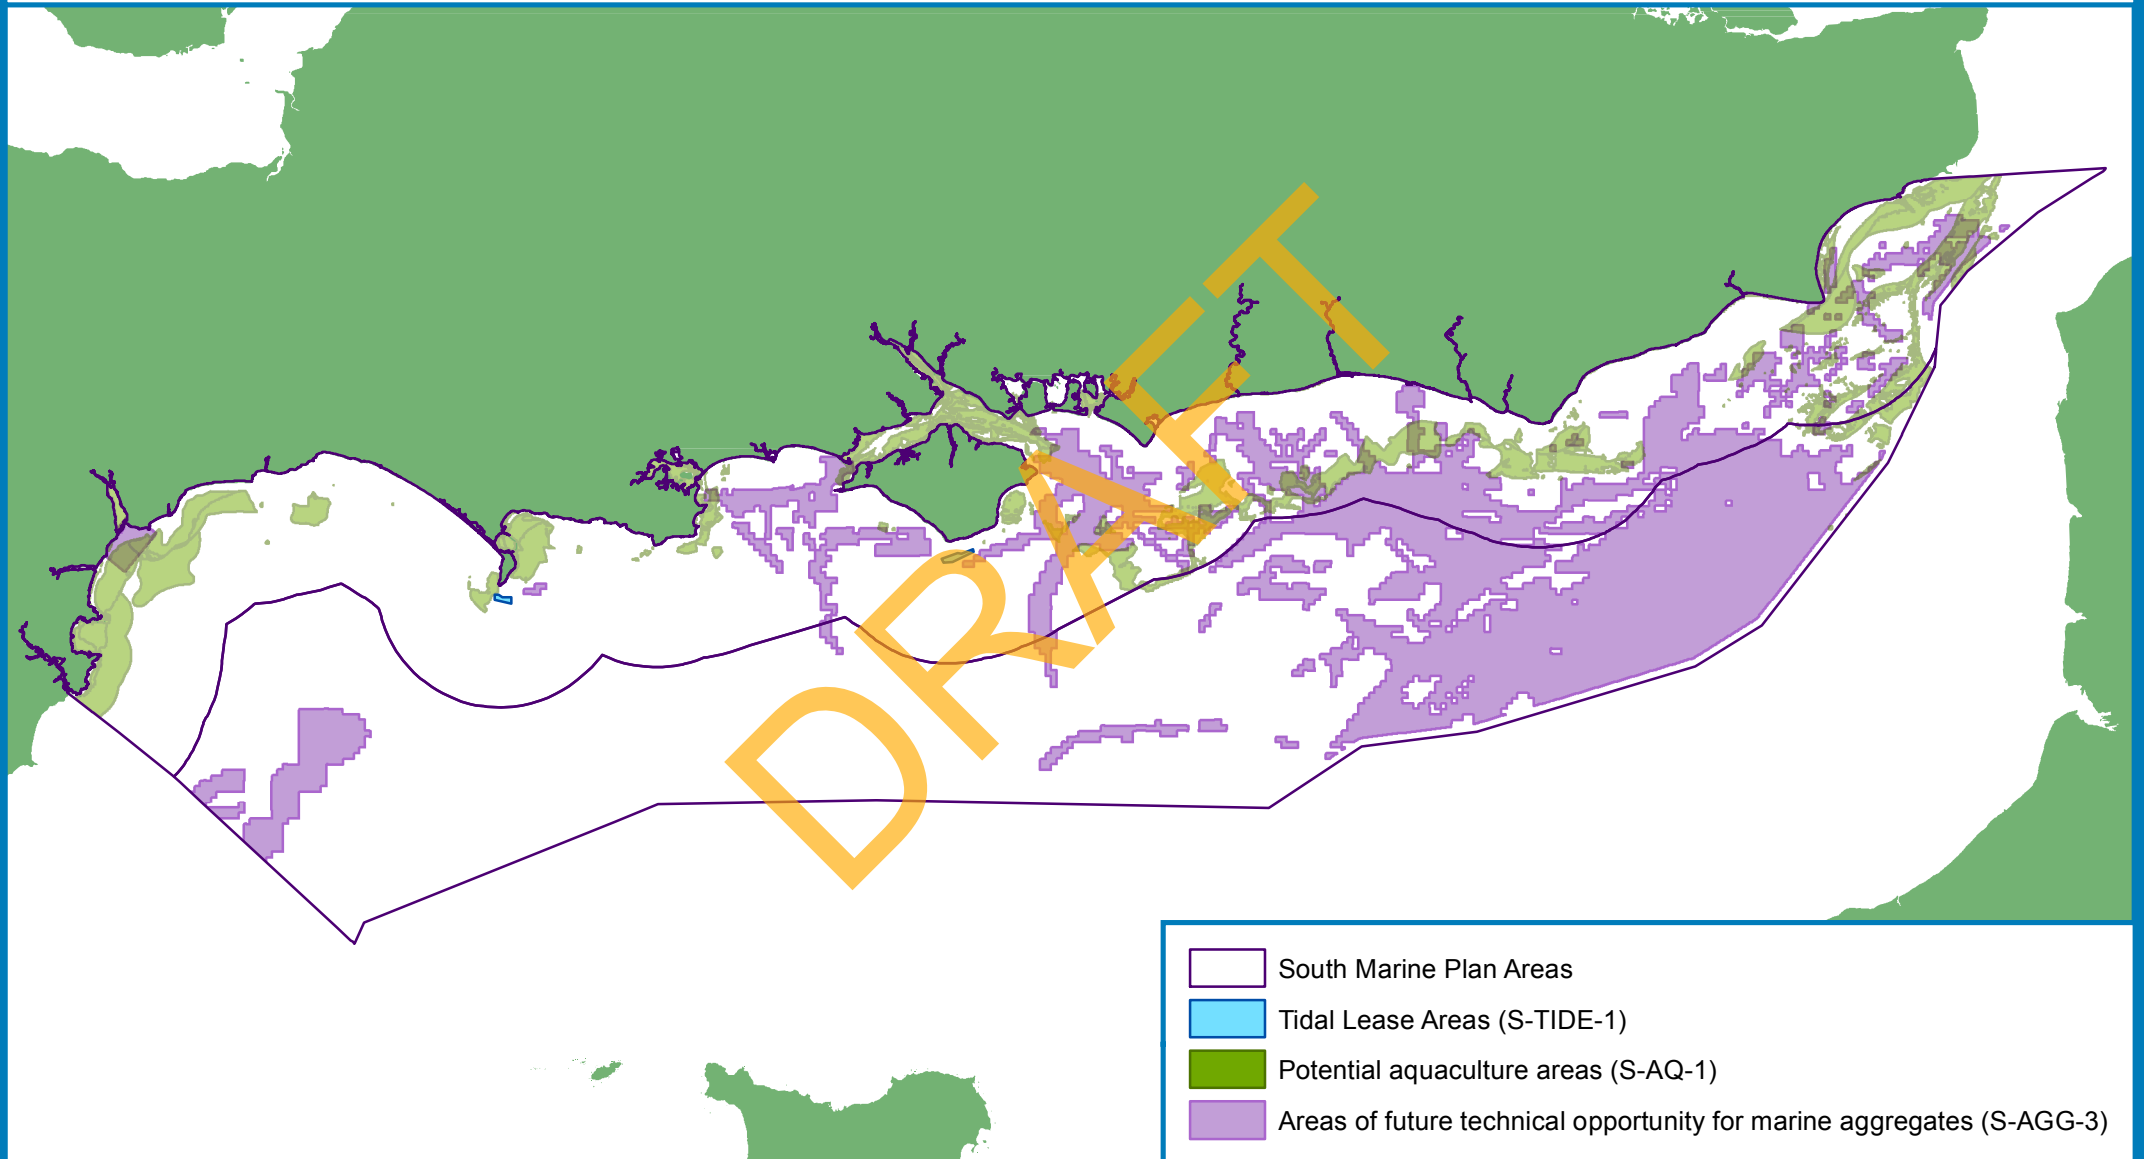 DRAFT
South Marine Plan Areas
Tidal Lease Areas (S-TIDE-1)
Potential aquaculture areas (S-AQ-1)
Areas of future technical opportunity for marine aggregates (S-AGG-3)